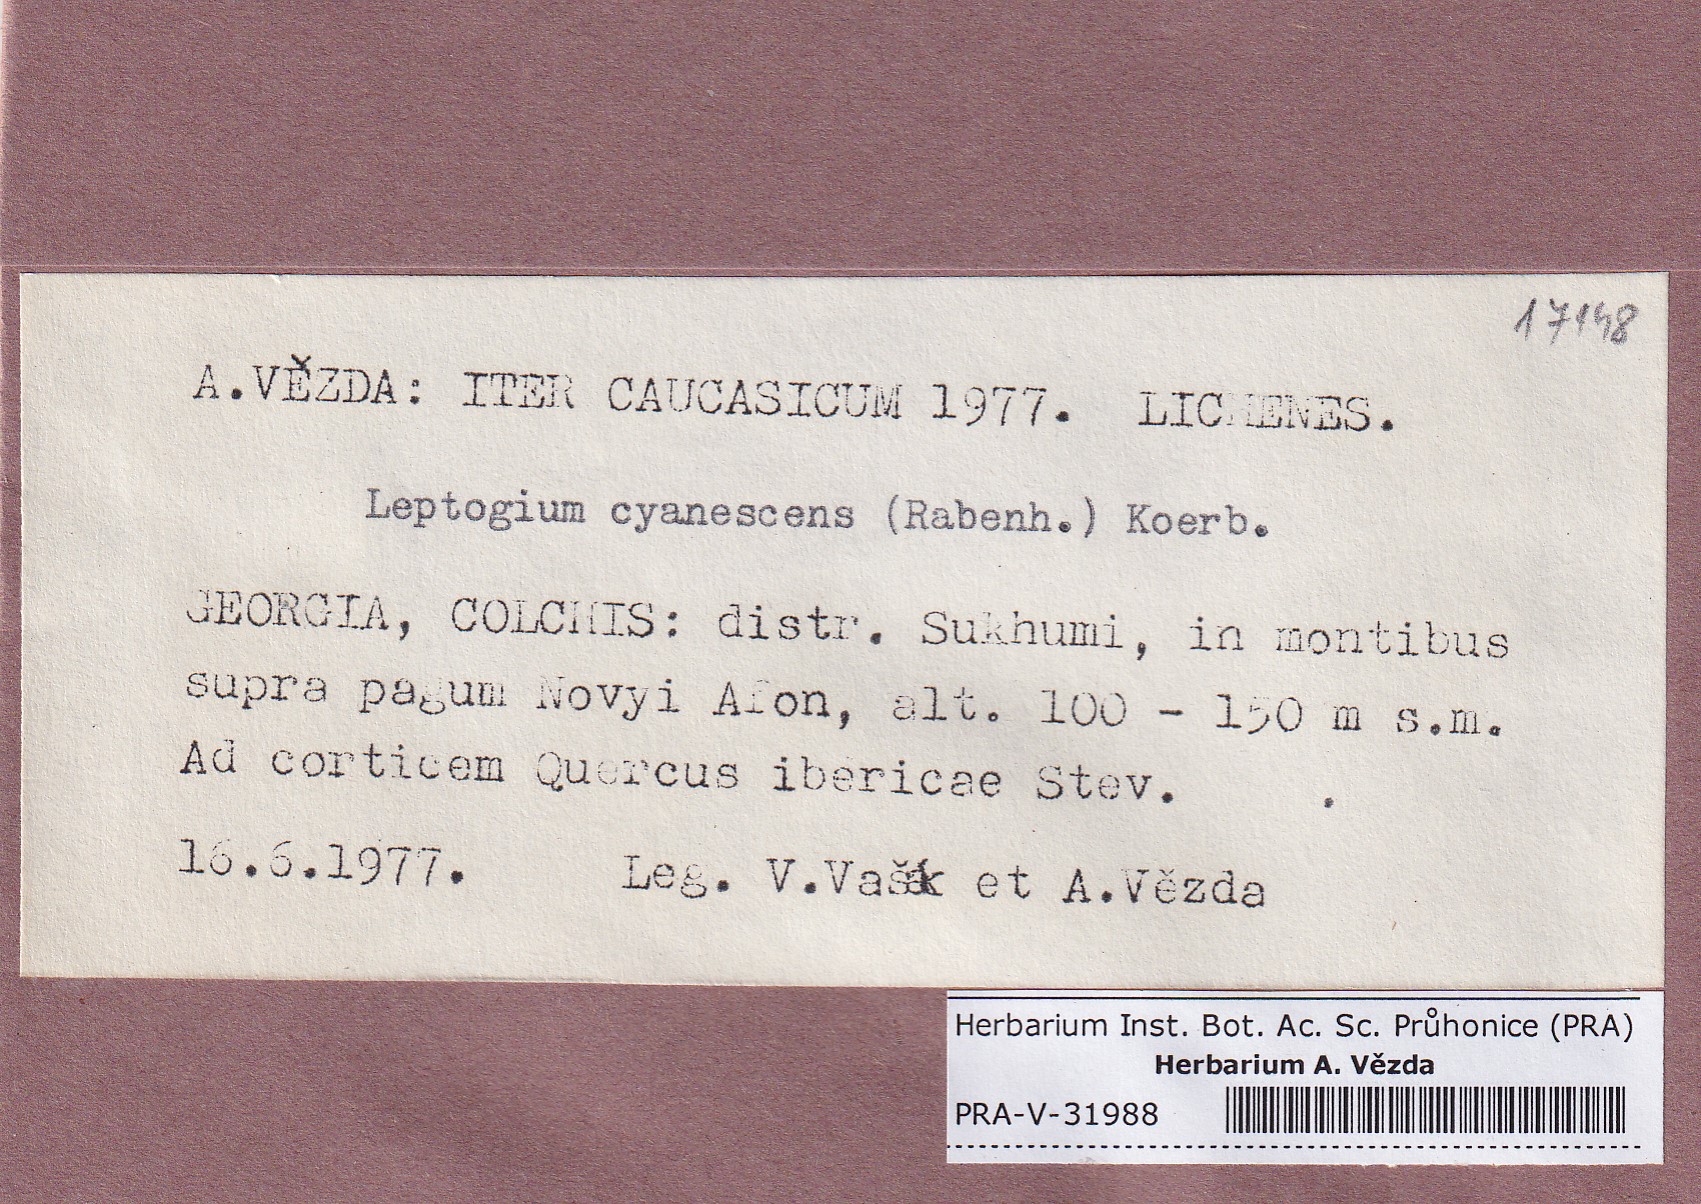 17148
A.VĚZDA: ITER CAUCASICUM 1977. LICHENES.
Leptogium cyanescens (Rabenh.) Koerb.
GEORGIA, COLCHIS: distr. Sukhumi, in montibus
supra pagum Novyi Afon, alt. 100 - 150 m s.m.
Ad corticem Quercus ibericae Stev.
16.6.1977. Leg. V.Vašák et A.Vězda
Herbarium Inst. Bot. Ac. Sc. Průhonice (PRA)
Herbarium A. Vězda
PRA-V-31988